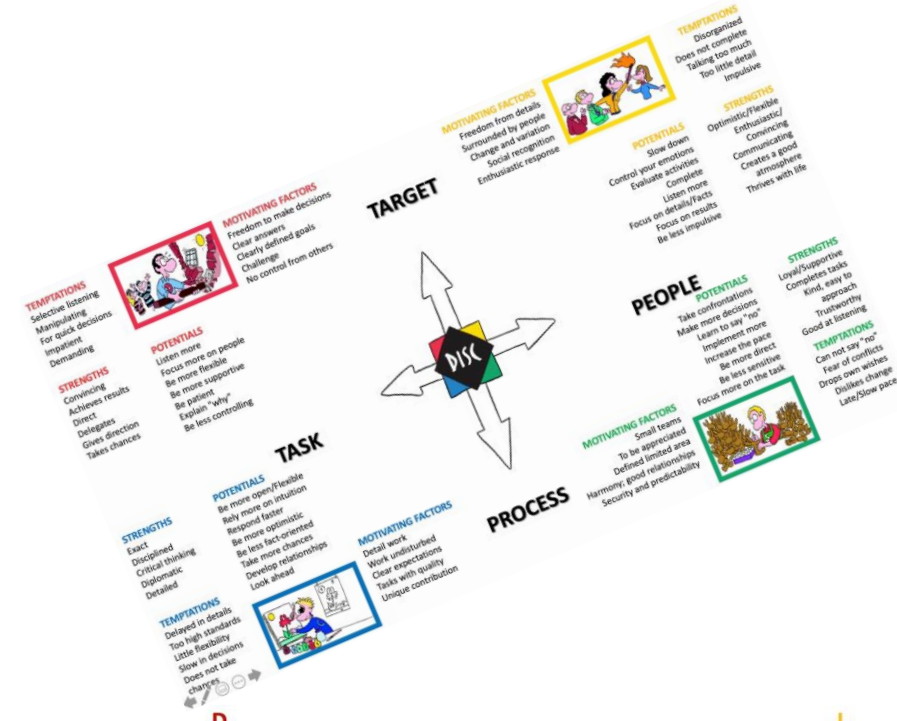 TARGET
PEOPLE
PROCESS
TASK
DISC
MOTIVATING FACTORS
Freedom to make decisions
Clear answers
Clearly defined goals
Challenge
No control from others
TEMPTATIONS
Selective listening
Manipulating
For quick decisions
Impatient
Demanding
POTENTIALS
Listen more
Focus more on people
Be more flexible
Be more supportive
Be patient
Explain "why"
Be less controlling
STRENGTHS
Convincing
Achieves results
Direct
Delegates
Gives direction
Takes chances
MOTIVATING FACTORS
Freedom from details
Surrounded by people
Change and variation
Social recognition
Enthusiastic response
TEMPTATIONS
Disorganized
Does not complete
Talking too much
Too little detail
Impulsive
POTENTIALS
Slow down
Control your emotions
Evaluate activities
Complete
Listen more
Focus on details/Facts
Focus on results
Be less impulsive
STRENGTHS
Optimistic/Flexible
Enthusiastic/
Convincing
Communicating
Creates a good
atmosphere
Thrives with life
POTENTIALS
Take confrontations
Make more decisions
Learn to say "no"
Implement more
Increase the pace
Be more direct
Be less sensitive
Focus more on the task
STRENGTHS
Loyal/Supportive
Completes tasks
Kind, easy to
approach
Trustworthy
Good at listening
TEMPTATIONS
Can not say "no"
Fear of conflicts
Drops own wishes
Dislikes change
Late/Slow pace
MOTIVATING FACTORS
Small teams
To be appreciated
Defined limited area
Harmony; good relationships
Security and predictability
POTENTIALS
Be more open/Flexible
Rely more on intuition
Respond faster
Be more optimistic
Be less fact-oriented
Take more chances
Develop relationships
Look ahead
STRENGTHS
Exact
Disciplined
Critical thinking
Diplomatic
Detailed
MOTIVATING FACTORS
Detail work
Work undisturbed
Clear expectations
Tasks with quality
Unique contribution
TEMPTATIONS
Delayed in details
Too high standards
Little flexibility
Slow in decisions
Does not take
chances